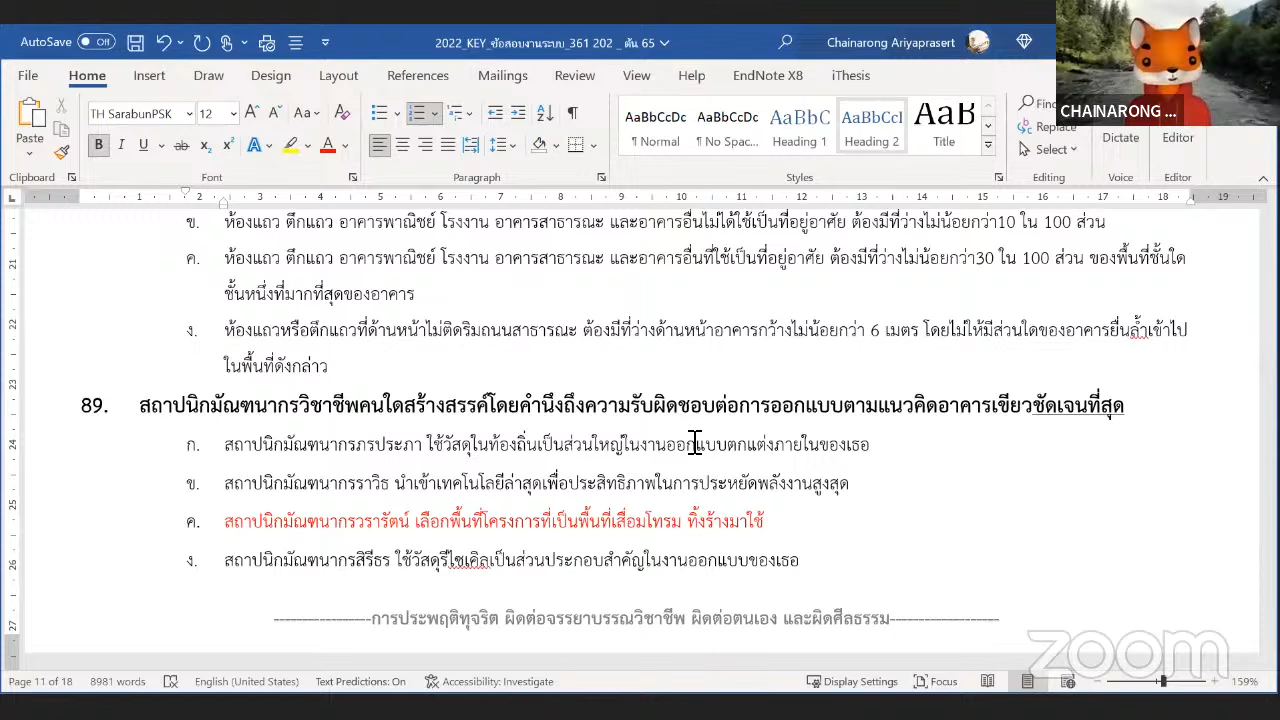 AutoSave Off 2022_KEY_ข้อสอบงานระบบ_361 202 _ ต้น 65 Chainarong Ariyaprasert
File Home Insert Draw Design Layout References Mailings Review View Help EndNote X8 iThesis
CHAINARONG ...
Paste TH SarabunPSK 12 AaBbCcDc AaBbCcDc AaBbC AaBbCcI AaB
Normal No Spac... Heading 1 Heading 2 Title
Replace
Select
Dictate Editor
Clipboard Font Paragraph Styles Editing Voice Editor
1 2 3 4 5 6 7 8 9 10 11 12 13 14 15 16 17 18 19
ข. ห้องแถว ตึกแถว อาคารพาณิชย์ โรงงาน อาคารสาธารณะ และอาคารอื่นไม่ได้ใช้เป็นที่อยู่อาศัย ต้องมีที่ว่างไม่น้อยกว่า10 ใน 100 ส่วน
ค. ห้องแถว ตึกแถว อาคารพาณิชย์ โรงงาน อาคารสาธารณะ และอาคารอื่นที่ใช้เป็นที่อยู่อาศัย ต้องมีที่ว่างไม่น้อยกว่า30 ใน 100 ส่วน ของพื้นที่ชั้นใด
ชั้นหนึ่งที่มากที่สุดของอาคาร
ง. ห้องแถวหรือตึกแถวที่ด้านหน้าไม่ติดริมถนนสาธารณะ ต้องมีที่ว่างด้านหน้าอาคารกว้างไม่น้อยกว่า 6 เมตร โดยไม่ให้มีส่วนใดของอาคารยื่นล้ำเข้าไป
ในพื้นที่ดังกล่าว
89. สถาปนิกมัณฑนากรวิชาชีพคนใดสร้างสรรค์โดยคำนึงถึงความรับผิดชอบต่อการออกแบบตามแนวคิดอาคารเขียวชัดเจนที่สุด
ก. สถาปนิกมัณฑนากรภรประภา ใช้วัสดุในท้องถิ่นเป็นส่วนใหญ่ในงานออกแบบตกแต่งภายในของเธอ
ข. สถาปนิกมัณฑนากรราวิธ นำเข้าเทคโนโลยีล่าสุดเพื่อประสิทธิภาพในการประหยัดพลังงานสูงสุด
ค. สถาปนิกมัณฑนากรวรารัตน์ เลือกพื้นที่โครงการที่เป็นพื้นที่เสื่อมโทรม ทิ้งร้างมาใช้
ง. สถาปนิกมัณฑนากรสิรีธร ใช้วัสดุรีไซเคิลเป็นส่วนประกอบสำคัญในงานออกแบบของเธอ
------------------การประพฤติทุจริต ผิดต่อจรรยาบรรณวิชาชีพ ผิดต่อตนเอง และผิดศีลธรรม--------------------
zoom
Page 11 of 18 8981 words English (United States) Text Predictions: On Accessibility: Investigate Display Settings Focus 159%